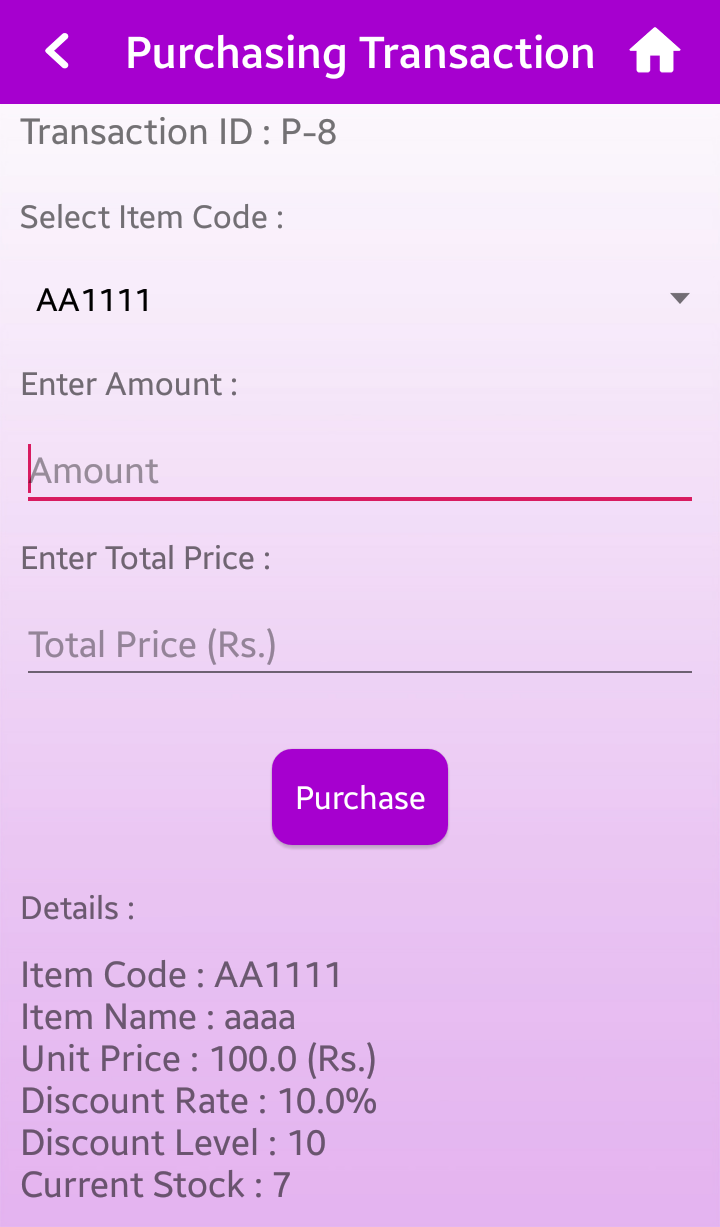 Purchasing Transaction
Transaction ID : P-8
Select Item Code :
AA1111
Enter Amount :
Amount
Enter Total Price :
Total Price (Rs.)
Purchase
Details :
Item Code : AA1111
Item Name : aaaa
Unit Price : 100.0 (Rs.)
Discount Rate : 10.0%
Discount Level : 10
Current Stock : 7